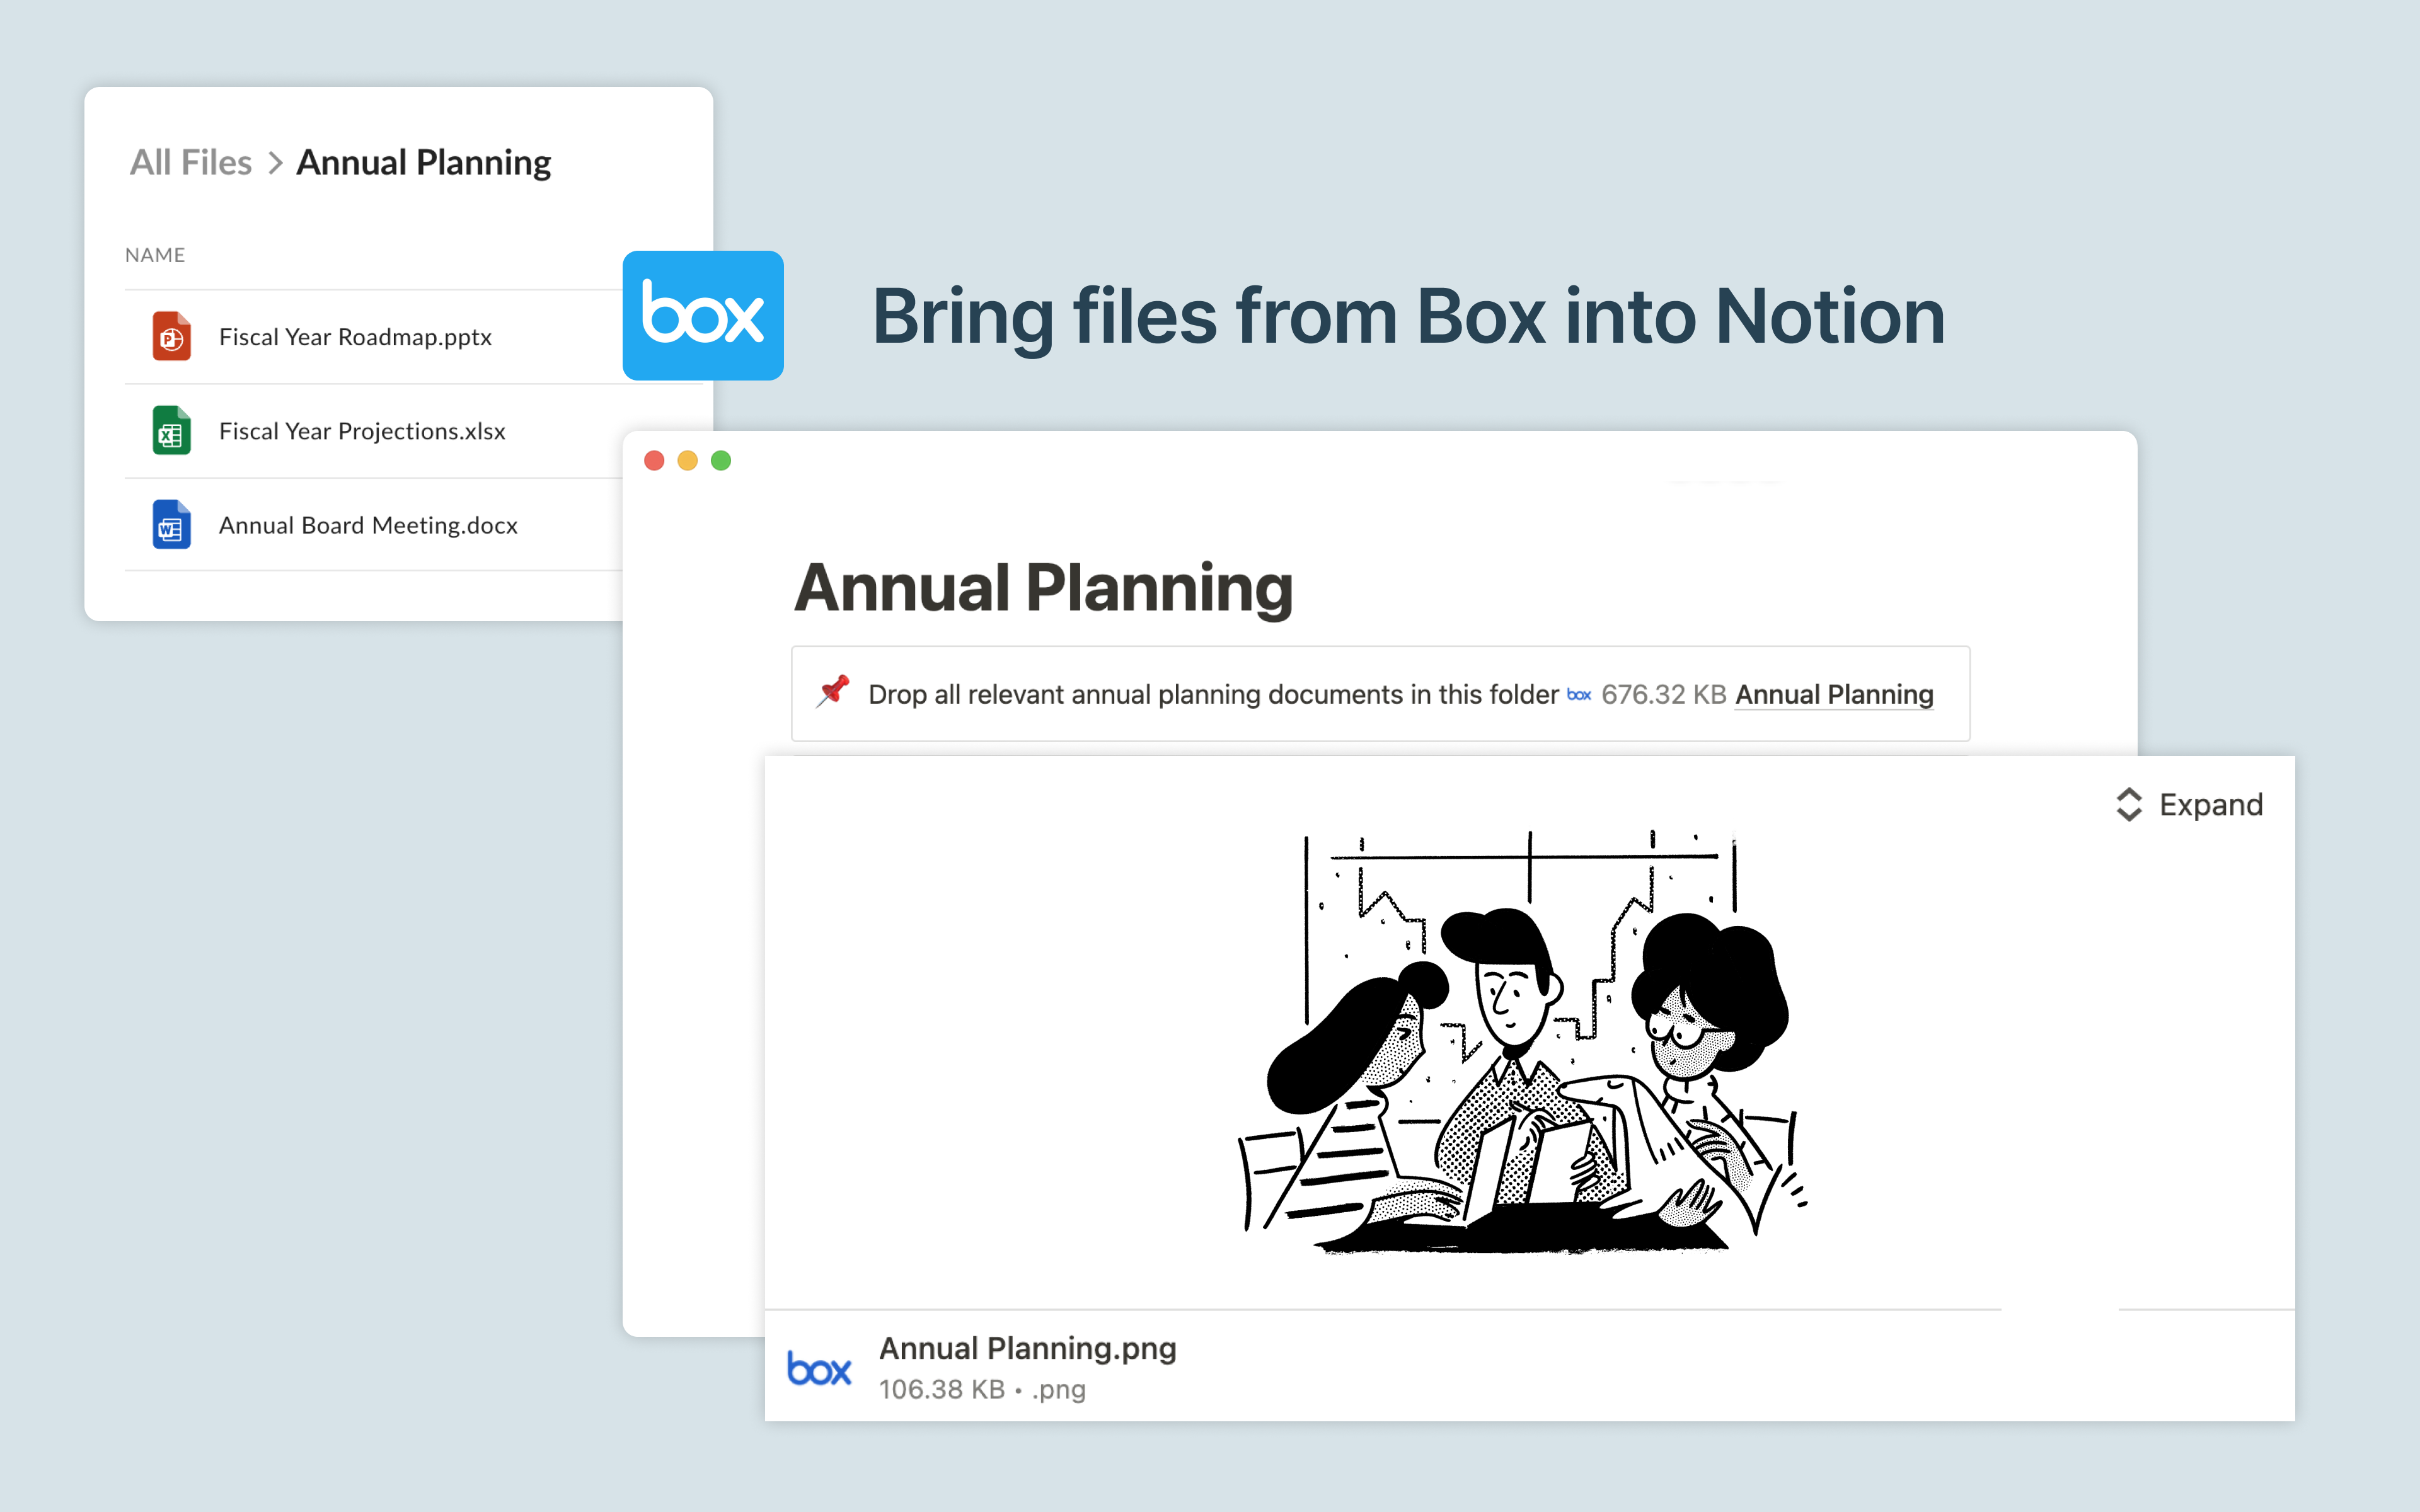 All Files > Annual Planning
NAME
Fiscal Year Roadmap.pptx
Fiscal Year Projections.xlsx
Annual Board Meeting.docx
box
Bring files from Box into Notion
Annual Planning
Drop all relevant annual planning documents in this folder box 676.32 KB Annual Planning
Expand
box
Annual Planning.png
106.38 KB • .png